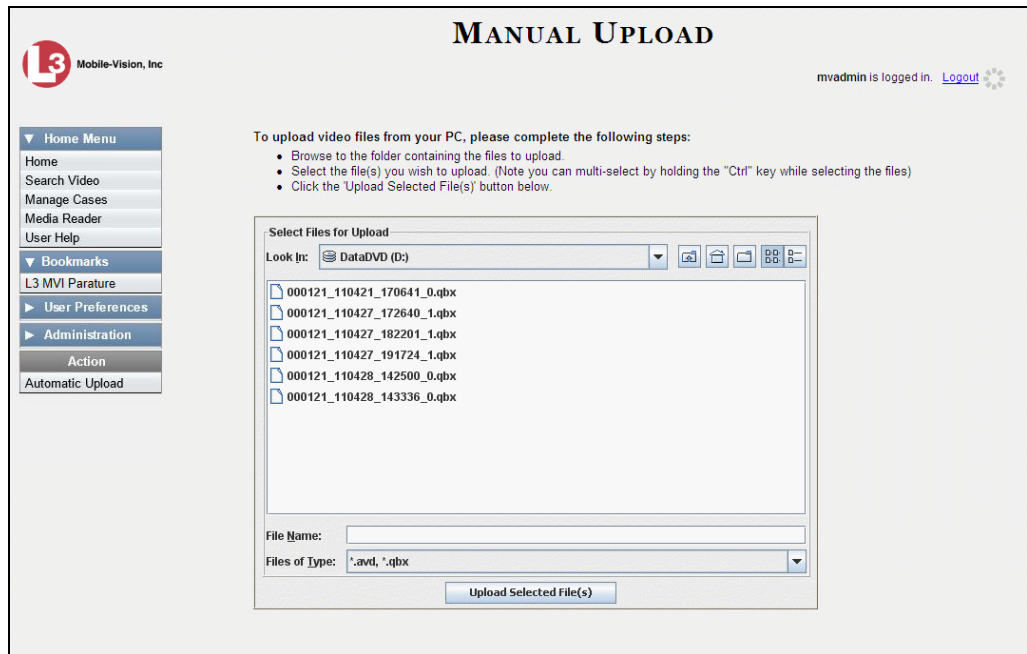 MANUAL UPLOAD
L3 Mobile-Vision, Inc
mvadmin is logged in. Logout
▼ Home Menu
Home
Search Video
Manage Cases
Media Reader
User Help
▼ Bookmarks
L3 MVI Parature
► User Preferences
► Administration
Action
Automatic Upload
To upload video files from your PC, please complete the following steps:
• Browse to the folder containing the files to upload.
• Select the file(s) you wish to upload. (Note you can multi-select by holding the "Ctrl" key while selecting the files)
• Click the 'Upload Selected File(s)' button below.
Select Files for Upload
Look In: DataDVD (D:)
000121_110421_170641_0.qbx
000121_110427_172640_1.qbx
000121_110427_182201_1.qbx
000121_110427_191724_1.qbx
000121_110428_142500_0.qbx
000121_110428_143336_0.qbx
File Name:
Files of Type: *.avd, *.qbx
Upload Selected File(s)